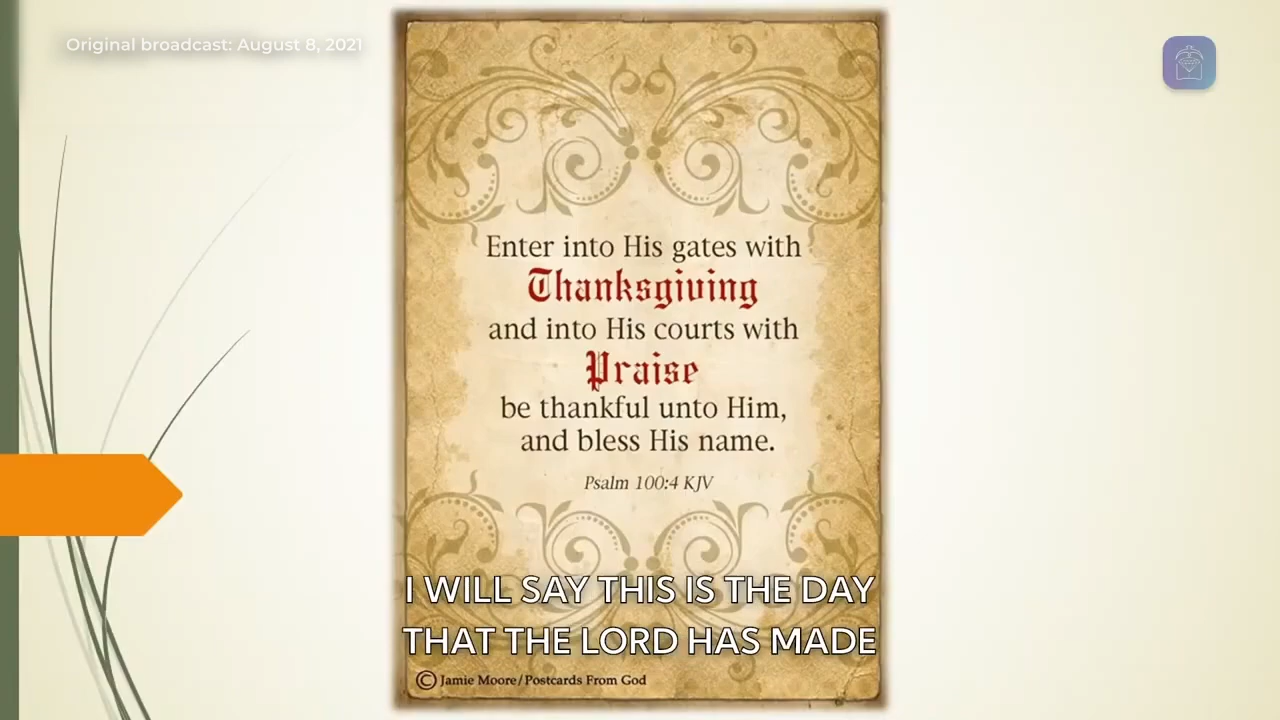 Original broadcast: August 8, 2021
Enter into His gates with
Thanksgiving
and into His courts with
Praise
be thankful unto Him,
and bless His name.
Psalm 100:4 KJV
I WILL SAY THIS IS THE DAY
THAT THE LORD HAS MADE
© Jamie Moore/Postcards From God